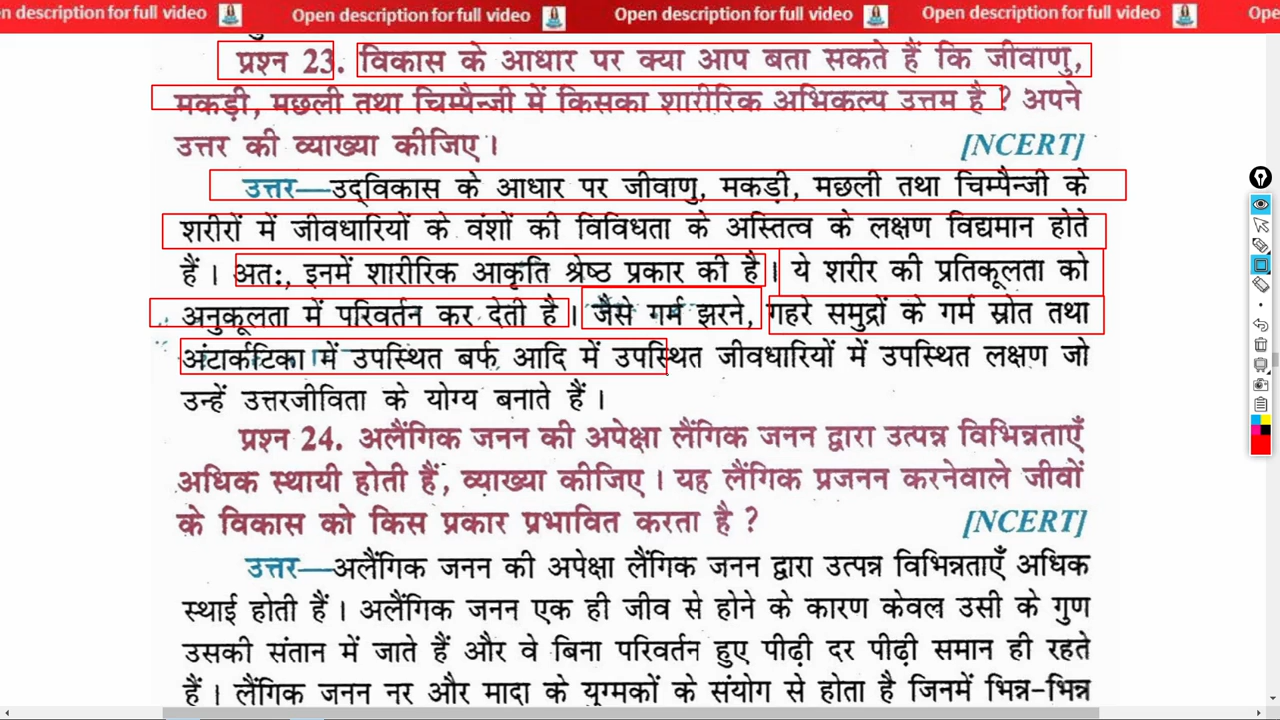 n description for full video Open description for full video Open description for full video Open description for full video Ope
प्रश्न 23. विकास के आधार पर क्या आप बता सकते हैं कि जीवाणु,
मकड़ी, मछली तथा चिम्पैन्जी में किसका शारीरिक अभिकल्प उत्तम है ? अपने
उत्तर की व्याख्या कीजिए। [NCERT]
उत्तर—उद्‌विकास के आधार पर जीवाणु, मकड़ी, मछली तथा चिम्पैन्जी के
शरीरों में जीवधारियों के वंशों की विविधता के अस्तित्व के लक्षण विद्यमान होते
हैं। अतः, इनमें शारीरिक आकृति श्रेष्ठ प्रकार की है। ये शरीर की प्रतिकूलता को
अनुकूलता में परिवर्तन कर देती है। जैसे गर्म झरने, गहरे समुद्रों के गर्म स्रोत तथा
अंटार्कटिका में उपस्थित बर्फ आदि में उपस्थित जीवधारियों में उपस्थित लक्षण जो
उन्हें उत्तरजीविता के योग्य बनाते हैं।
प्रश्न 24. अलैंगिक जनन की अपेक्षा लैंगिक जनन द्वारा उत्पन्न विभिन्नताएँ
अधिक स्थायी होती हैं, व्याख्या कीजिए। यह लैंगिक प्रजनन करनेवाले जीवों
के विकास को किस प्रकार प्रभावित करता है ? [NCERT]
उत्तर—अलैंगिक जनन की अपेक्षा लैंगिक जनन द्वारा उत्पन्न विभिन्नताएँ अधिक
स्थाई होती हैं। अलैंगिक जनन एक ही जीव से होने के कारण केवल उसी के गुण
उसकी संतान में जाते हैं और वे बिना परिवर्तन हुए पीढ़ी दर पीढ़ी समान ही रहते
हैं। लैंगिक जनन नर और मादा के युग्मकों के संयोग से होता है जिनमें भिन्न-भिन्न